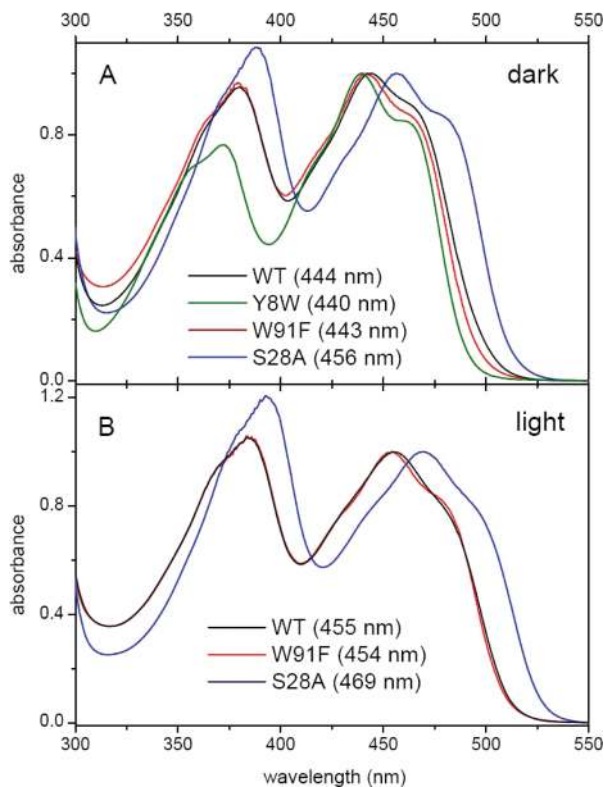 300 350 400 450 500 550
A
dark
0.8
0.4
0.0
absorbance
WT (444 nm)
Y8W (440 nm)
W91F (443 nm)
S28A (456 nm)
B
light
1.2
0.8
0.4
0.0
absorbance
WT (455 nm)
W91F (454 nm)
S28A (469 nm)
300 350 400 450 500 550
wavelength (nm)